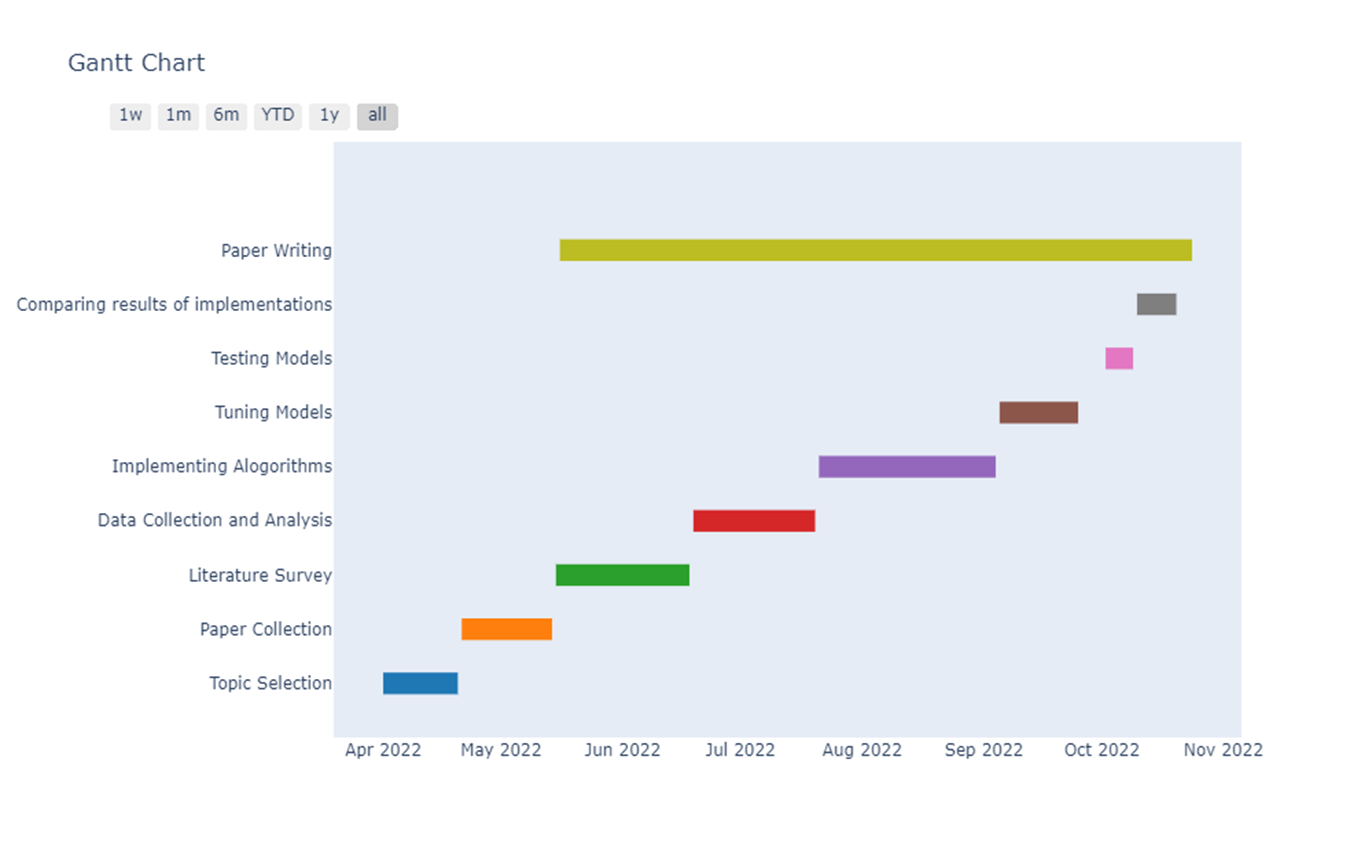 Gantt Chart
1w 1m 6m YTD 1y all
Paper Writing
Comparing results of implementations
Testing Models
Tuning Models
Implementing Alogorithms
Data Collection and Analysis
Literature Survey
Paper Collection
Topic Selection
Apr 2022 May 2022 Jun 2022 Jul 2022 Aug 2022 Sep 2022 Oct 2022 Nov 2022